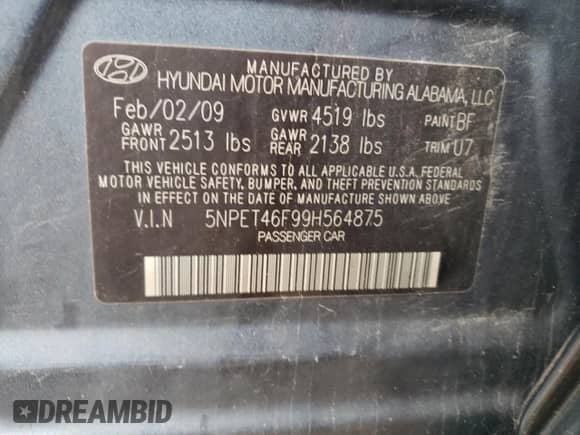 MANUFACTURED BY
HYUNDAI MOTOR MANUFACTURING ALABAMA, LLC
Feb/02/09 GVWR 4519 lbs PAINT BF
GAWR FRONT 2513 lbs GAWR REAR 2138 lbs TRIM U7
THIS VEHICLE CONFORMS TO ALL APPLICABLE U.S.A. FEDERAL
MOTOR VEHICLE SAFETY, BUMPER, AND THEFT PREVENTION STANDARDS
IN EFFECT ON THE DATE OF MANUFACTURE SHOWN ABOVE.
V.I.N 5NPET46F99H564875
PASSENGER CAR
DREAMBID